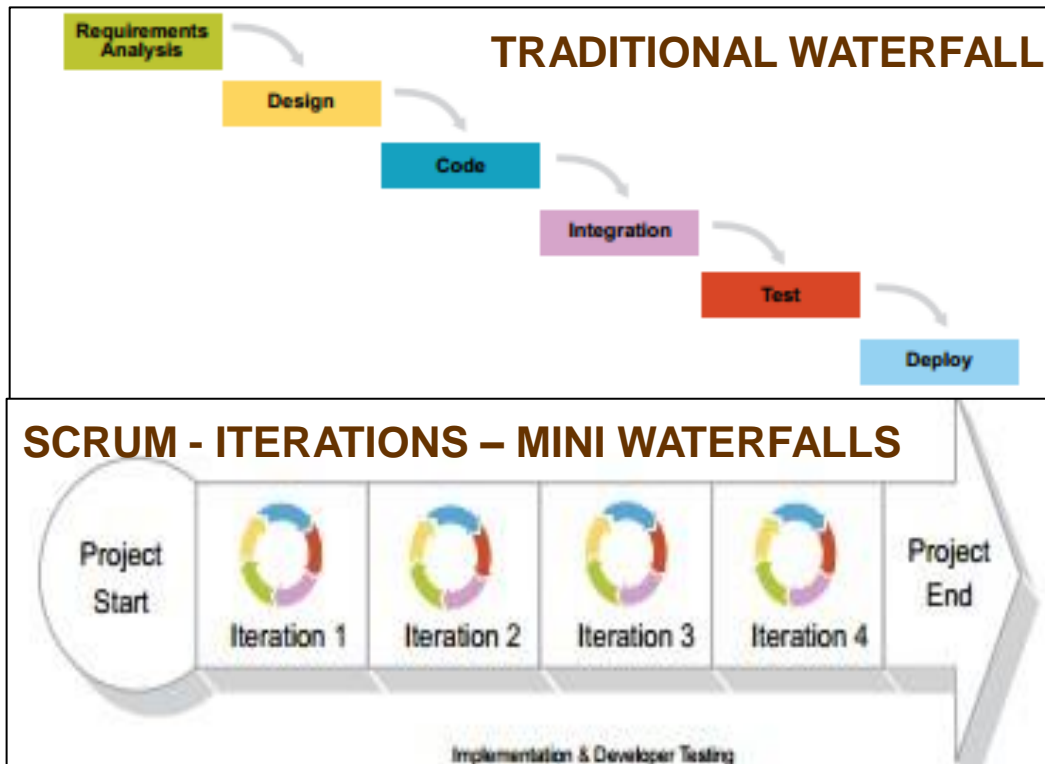 TRADITIONAL WATERFALL
Requirements
Analysis
Design
Code
Integration
Test
Deploy
SCRUM - ITERATIONS – MINI WATERFALLS
Project
Start
Iteration 1
Iteration 2
Iteration 3
Iteration 4
Project
End
Implementation & Developer Testing